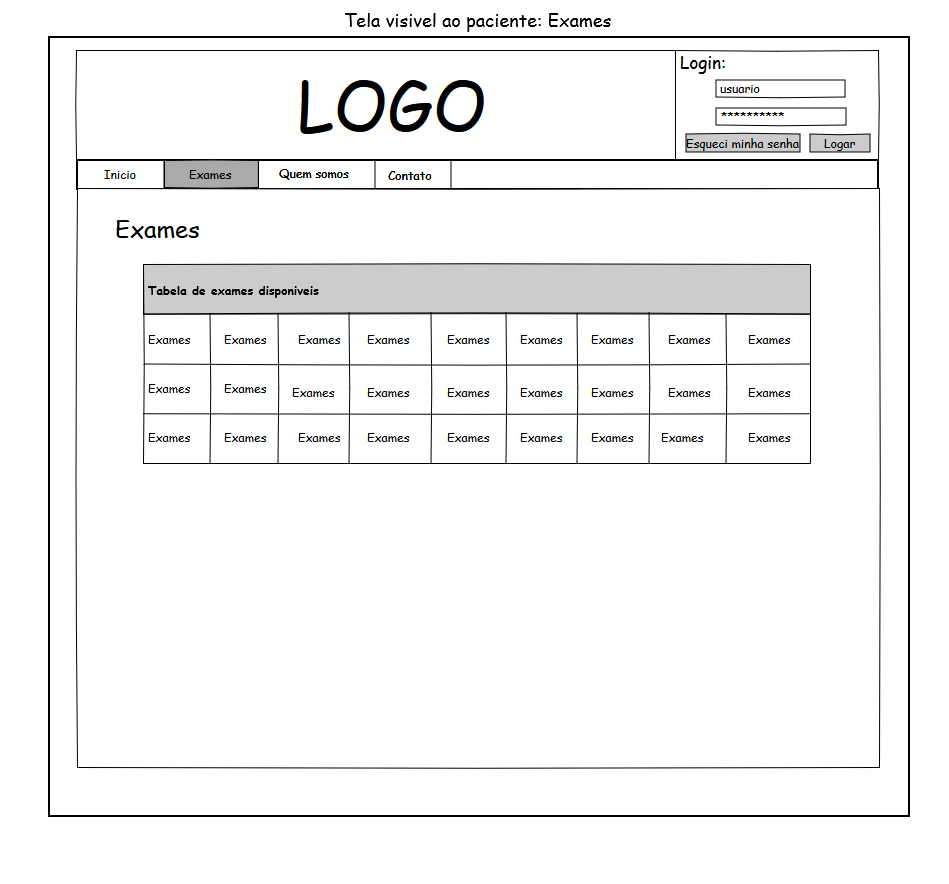 Tela visivel ao paciente: Exames
LOGO
Login:
usuario
**********
Esqueci minha senha Logar
Inicio Exames Quem somos Contato
Exames
Tabela de exames disponiveis
Exames Exames Exames Exames Exames Exames Exames Exames Exames
Exames Exames Exames Exames Exames Exames Exames Exames Exames
Exames Exames Exames Exames Exames Exames Exames Exames Exames